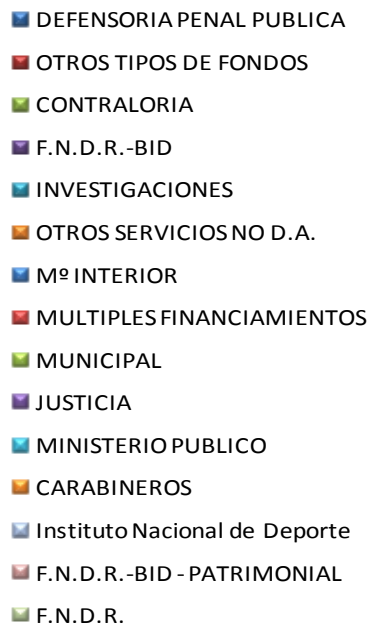 DEFENSORIA PENAL PUBLICA
OTROS TIPOS DE FONDOS
CONTRALORIA
F.N.D.R.-BID
INVESTIGACIONES
OTROS SERVICIOS NO D.A.
Mº INTERIOR
MULTIPLES FINANCIAMIENTOS
MUNICIPAL
JUSTICIA
MINISTERIO PUBLICO
CARABINEROS
Instituto Nacional de Deporte
F.N.D.R.-BID - PATRIMONIAL
F.N.D.R.